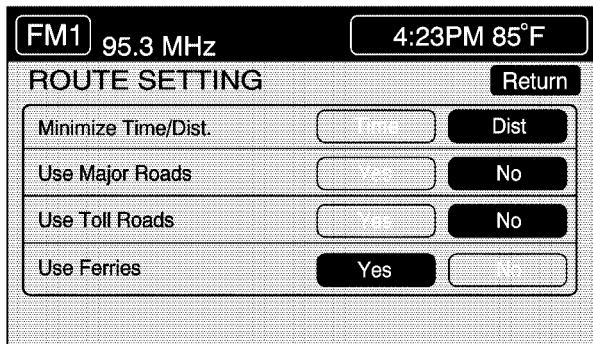 FM1 95.3 MHz 4:23PM 85°F
ROUTE SETTING Return
Minimize Time/Dist. Time Dist
Use Major Roads Yes No
Use Toll Roads Yes No
Use Ferries Yes No